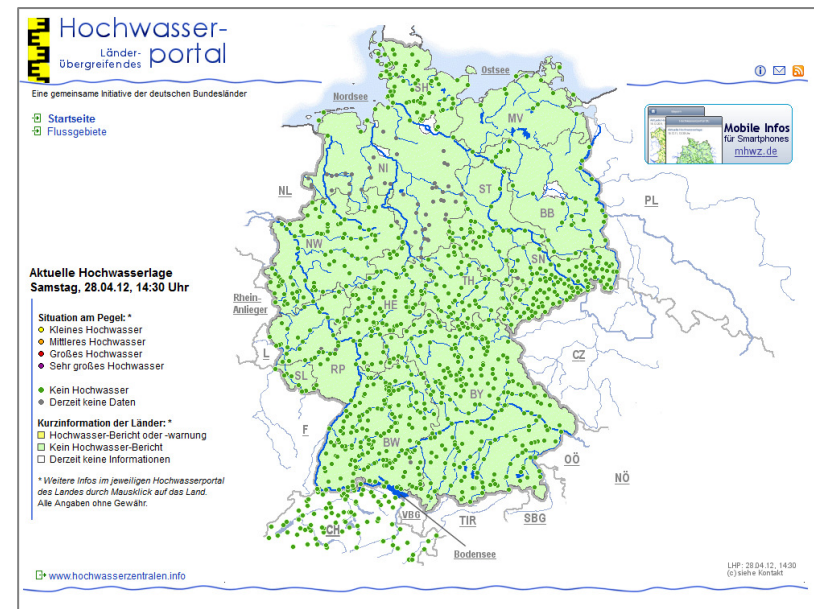 Hochwasser-
Länder-
übergreifendes portal
Eine gemeinsame Initiative der deutschen Bundesländer
Startseite
Flussgebiete
Mobile Infos
für Smartphones
mhwz.de
Ostsee
Nordsee
SH
MV
NI
ST
BB
NL
PL
NW
SN
TH
HE
Rhein-
Anlieger
L
CZ
RP
SL
BY
F
BW
OÖ
NÖ
CH
VBG
TIR
SBG
Bodensee
Aktuelle Hochwasserlage
Samstag, 28.04.12, 14:30 Uhr
Situation am Pegel: *
Kleines Hochwasser
Mittleres Hochwasser
Großes Hochwasser
Sehr großes Hochwasser
Kein Hochwasser
Derzeit keine Daten
Kurzinformation der Länder: *
Hochwasser-Bericht oder -warnung
Kein Hochwasser-Bericht
Derzeit keine Informationen
* Weitere Infos im jeweiligen Hochwasserportal
des Landes durch Mausklick auf das Land.
Alle Angaben ohne Gewähr.
www.hochwasserzentralen.info
LHP: 28.04.12, 14:30
(c) siehe Kontakt